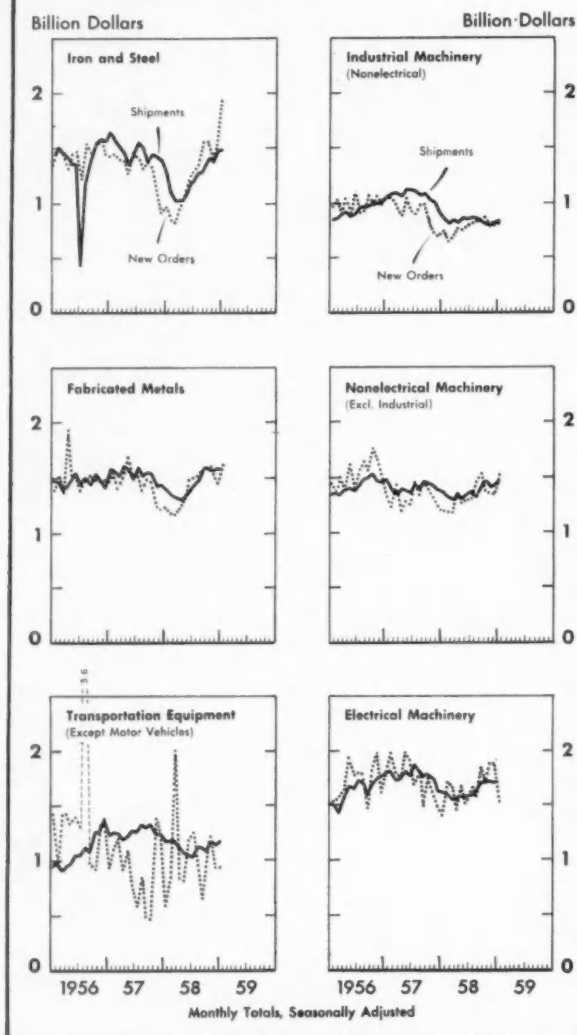 Billion Dollars
Billion·Dollars
Iron and Steel
Industrial Machinery
(Nonelectrical)
2
2
Shipments
Shipments
1
1
New Orders
New Orders
0
0
Fabricated Metals
Nonelectrical Machinery
(Excl. Industrial)
2
2
1
1
0
0
3.6
Transportation Equipment
(Except Motor Vehicles)
Electrical Machinery
2
2
1
1
0
0
1956 57 58 59
1956 57 58 59
Monthly Totals, Seasonally Adjusted